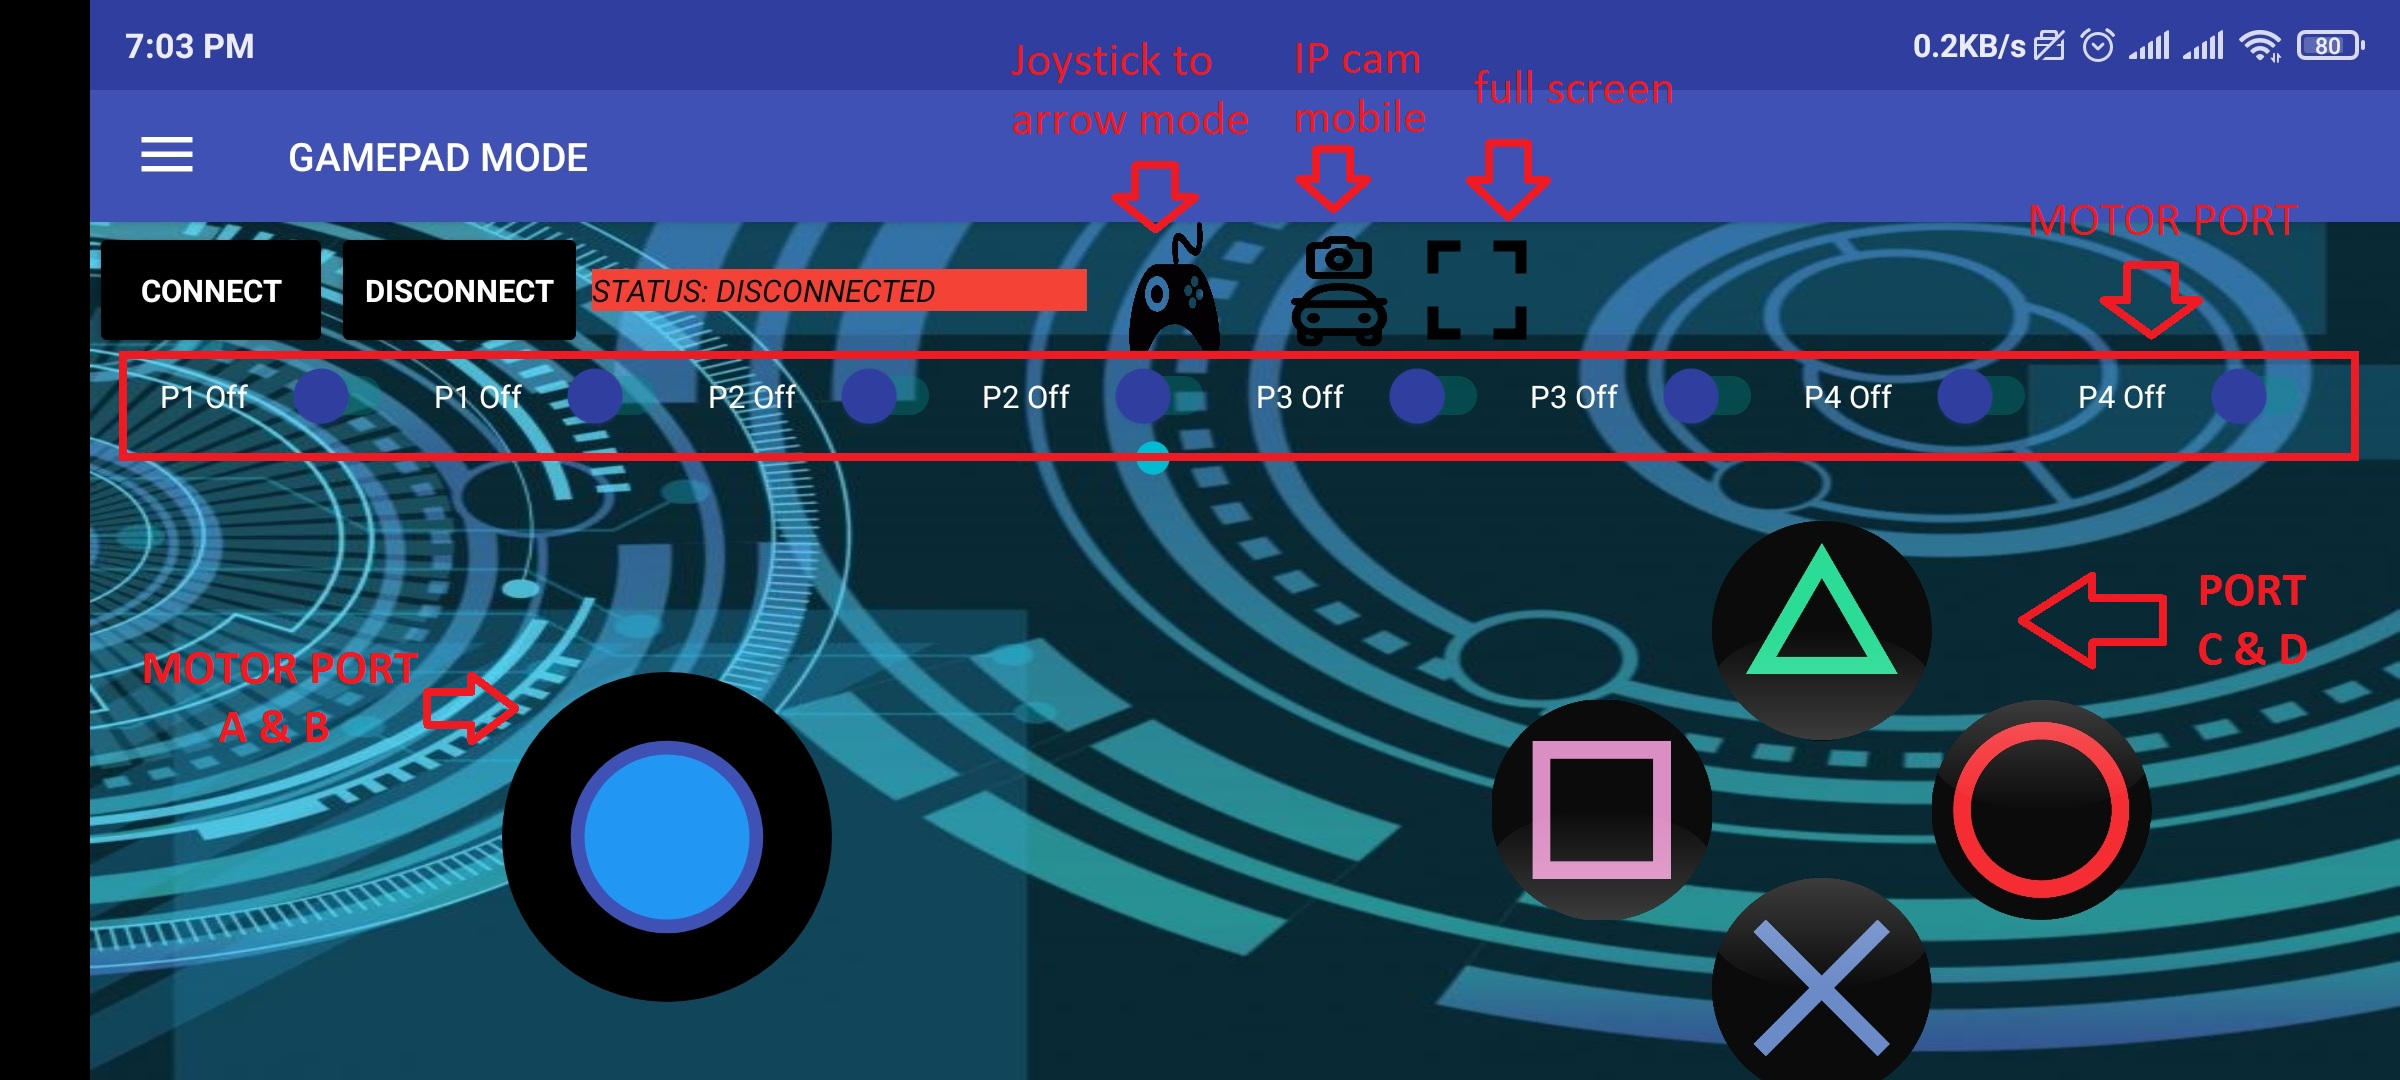 7:03 PM
0.2KB/s
80
Joystick to
arrow mode
IP cam
mobile
full screen
GAMEPAD MODE
MOTOR PORT
CONNECT
DISCONNECT
STATUS: DISCONNECTED
P1 Off
P1 Off
P2 Off
P2 Off
P3 Off
P3 Off
P4 Off
P4 Off
MOTOR PORT
A & B
PORT
C & D